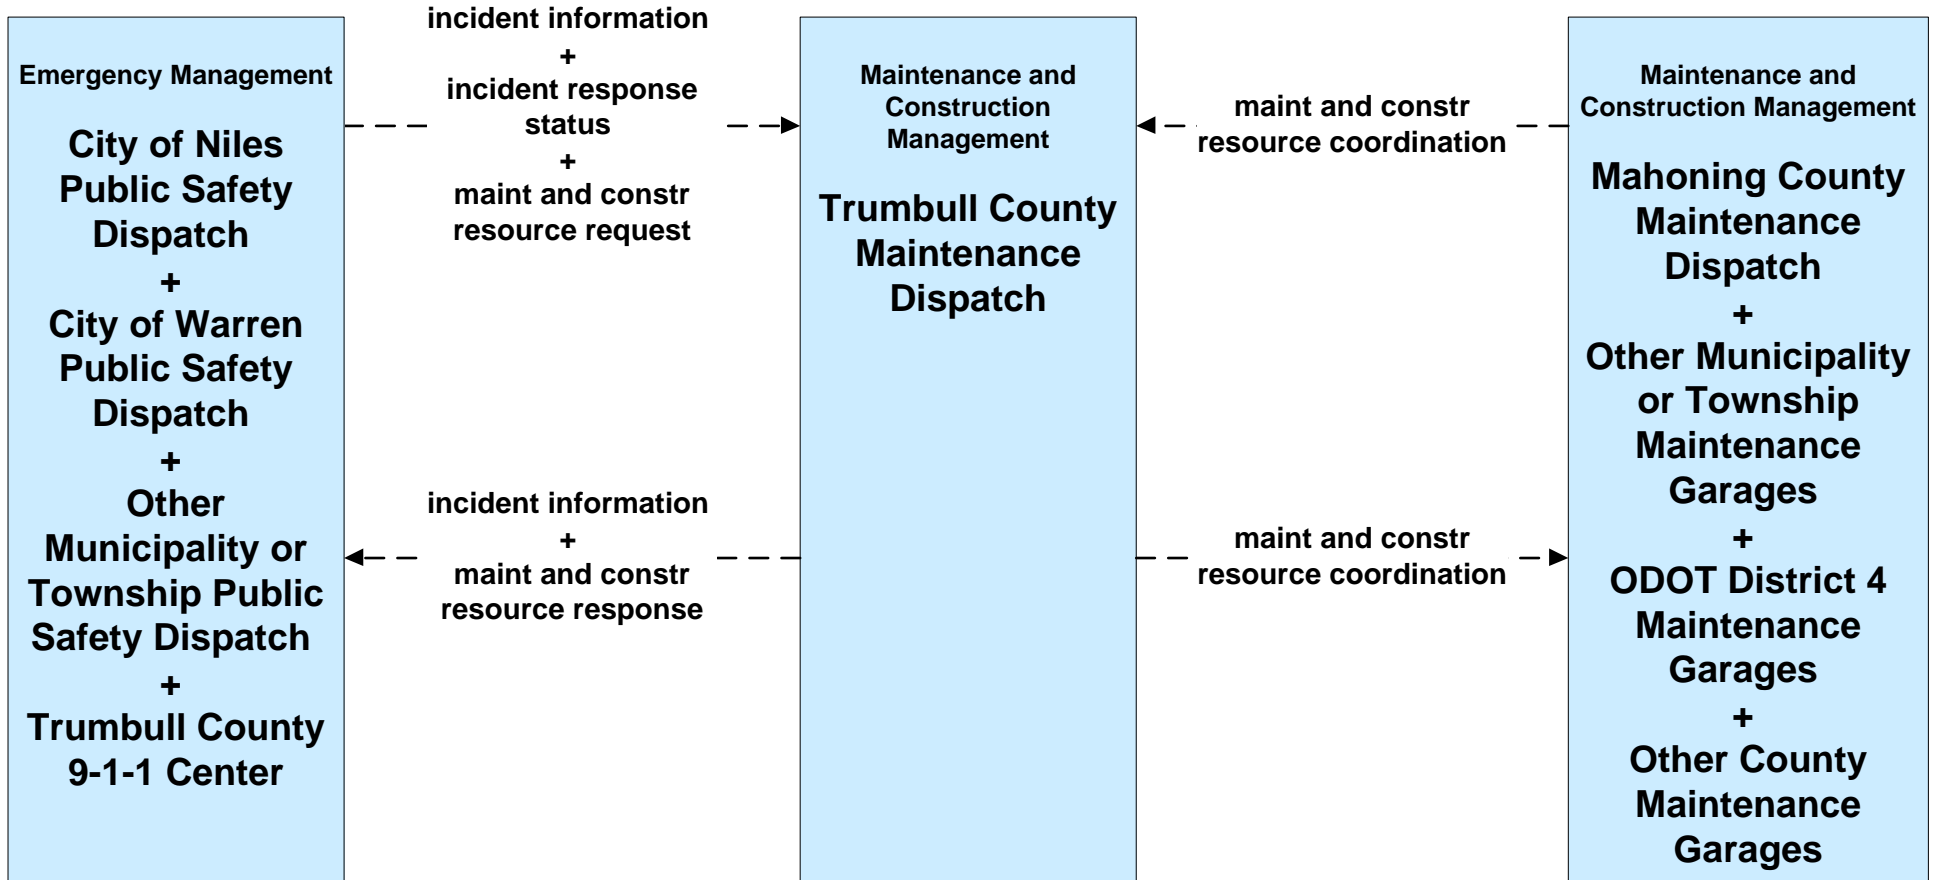 Emergency Management
City of Niles
Public Safety
Dispatch
+
City of Warren
Public Safety
Dispatch
+
Other
Municipality or
Township Public
Safety Dispatch
+
Trumbull County
9-1-1 Center
incident information
+
incident response
status
+
maint and constr
resource request
incident information
+
maint and constr
resource response
Maintenance and
Construction
Management
Trumbull County
Maintenance
Dispatch
maint and constr
resource coordination
maint and constr
resource coordination
Maintenance and
Construction Management
Mahoning County
Maintenance
Dispatch
+
Other Municipality
or Township
Maintenance
Garages
+
ODOT District 4
Maintenance
Garages
+
Other County
Maintenance
Garages